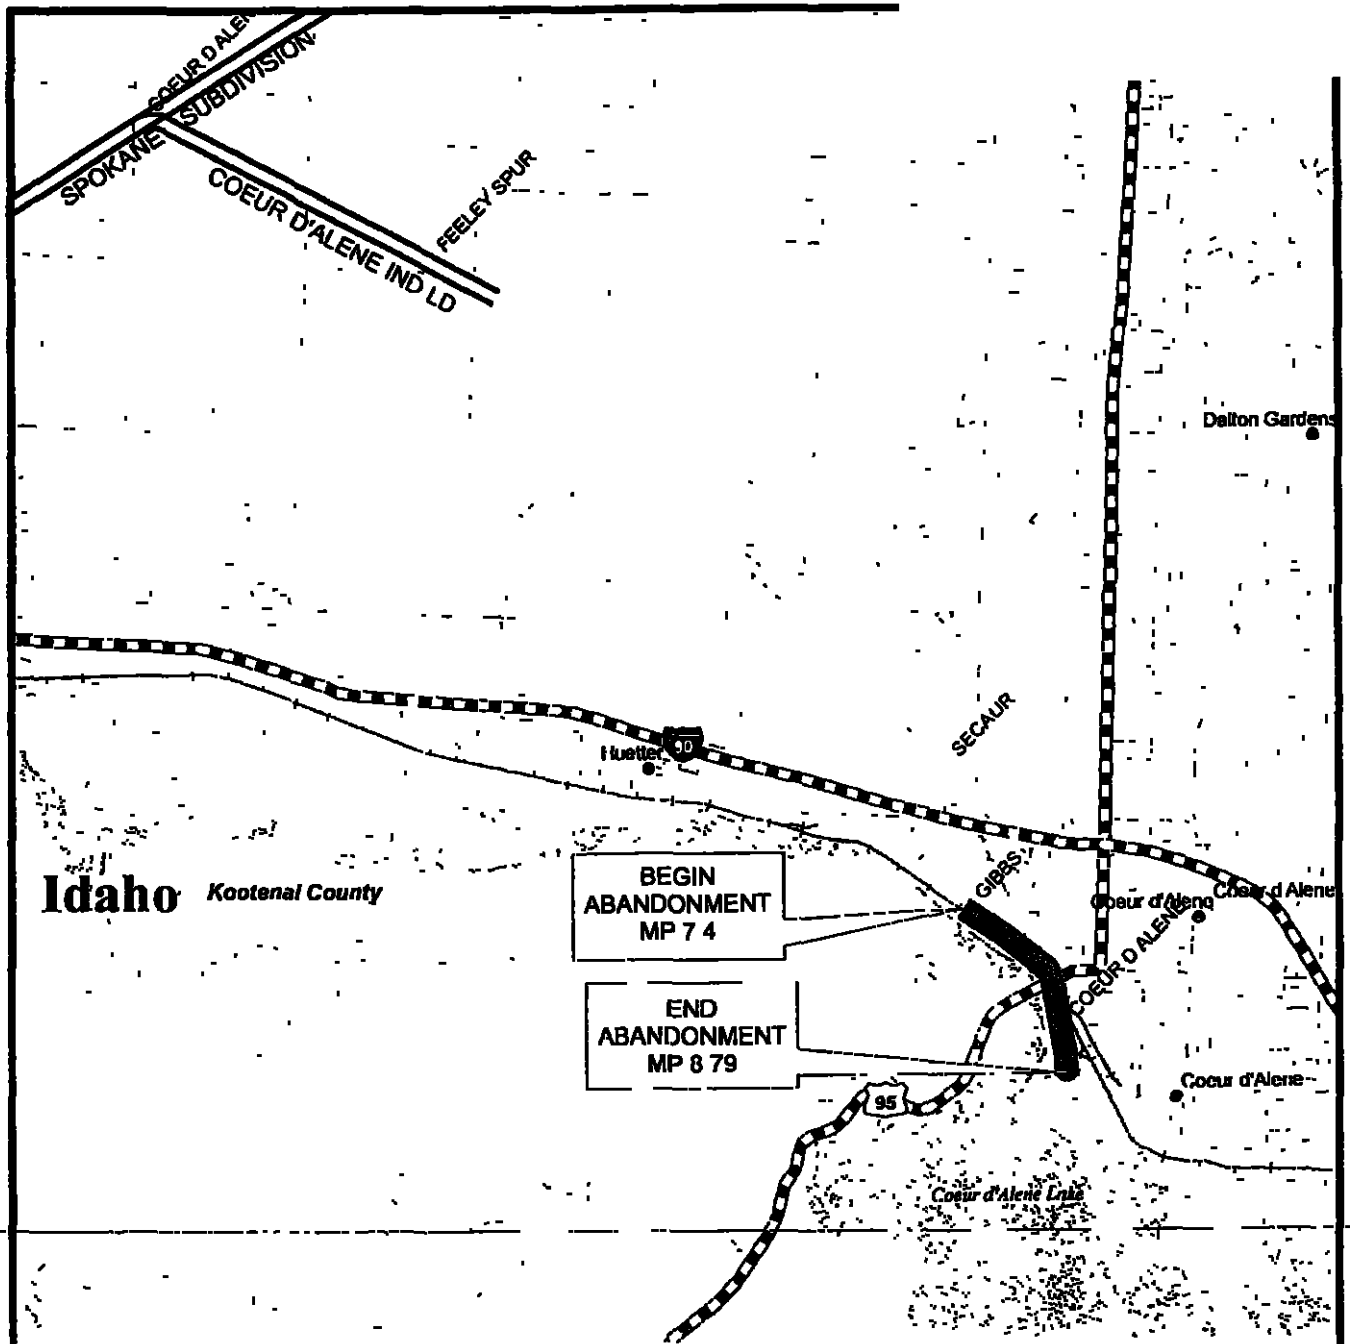 COEUR D ALEN
SPOKANE SUBDIVISION
COEUR D'ALENE IND LD
FEELEY SPUR
Dalton Gardens
SECAUR
Huetter
90
Idaho
Kootenai County
GIBBS
BEGIN
ABANDONMENT
MP 7 4
Coeur d'Alene
Coeur d Alene
COEUR D ALENE
END
ABANDONMENT
MP 8 79
95
Coeur d'Alene
Coeur d'Alene Lake